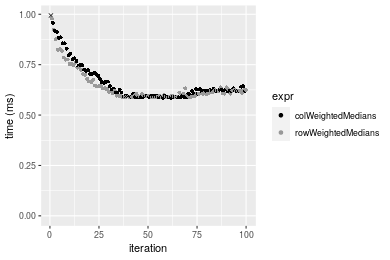 1.00
0.75
0.50
0.25
0.00
time (ms)
0 25 50 75 100
iteration
expr
colWeightedMedians
rowWeightedMedians